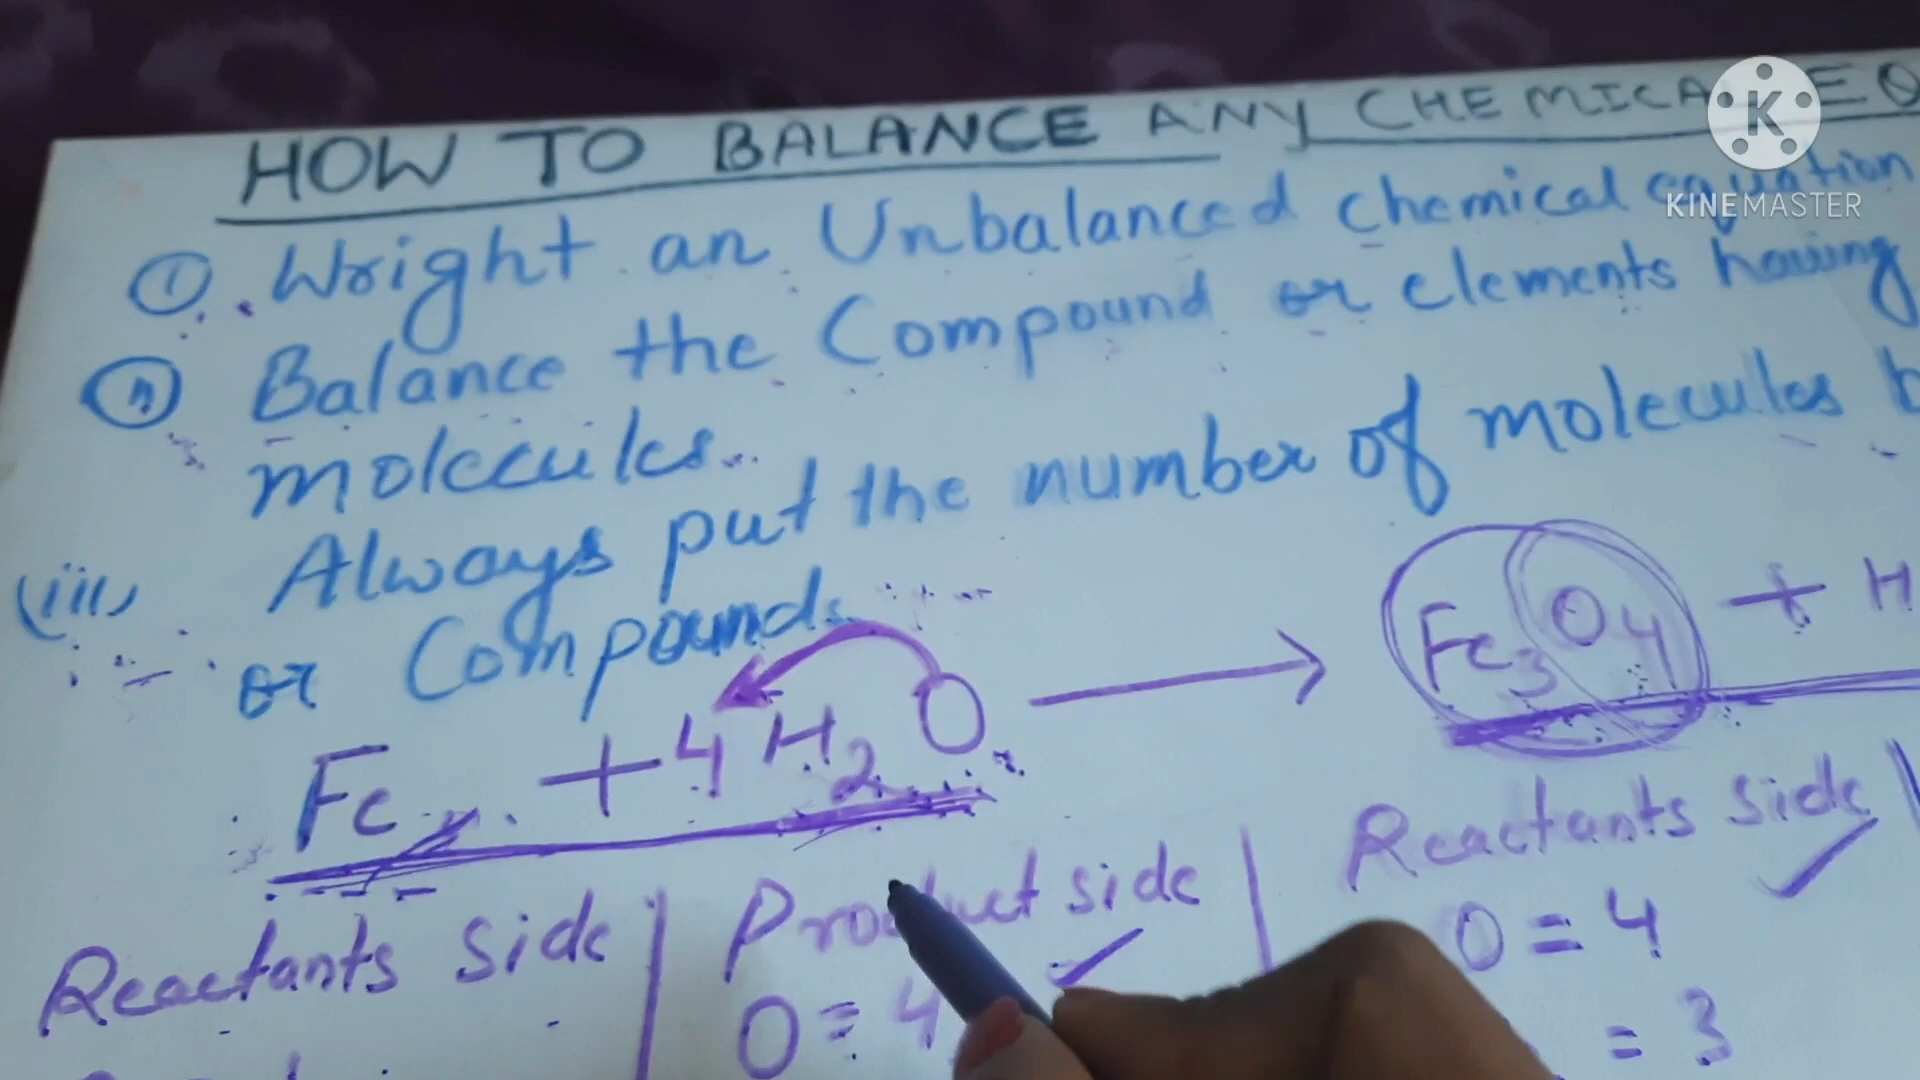 HOW TO BALANCE ANY CHEMICAL EQ
K
KINEMASTER
① Wright an Unbalanced chemical equation
② Balance the Compound or elements having
molecules.
(iii) Always put the number of molecules b
or Compounds
Fe + 4 H2O → Fe3O4 + H
Reactants side | Product side | Reactants side
O = 4 O = 4
= 3